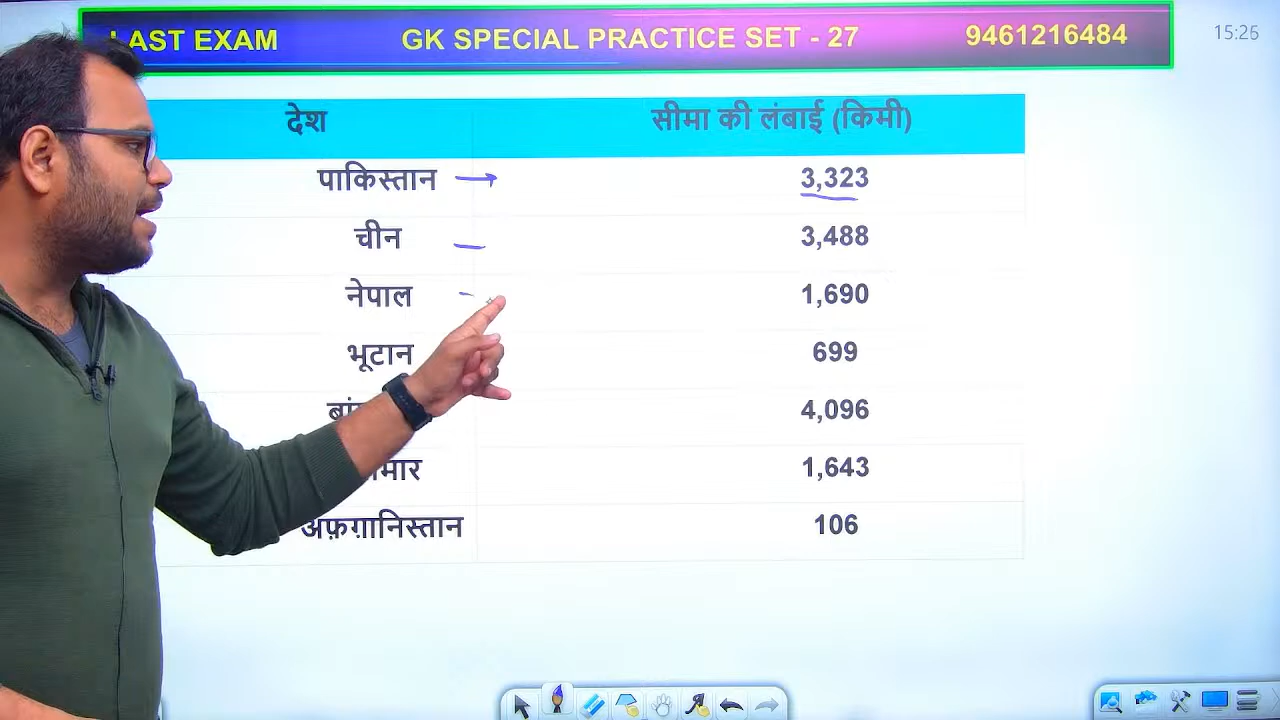 LAST EXAM GK SPECIAL PRACTICE SET - 27 9461216484 15:26
देश सीमा की लंबाई (किमी)
पाकिस्तान 3,323
चीन 3,488
नेपाल 1,690
भूटान 699
4,096
1,643
अफ़ग़ानिस्तान 106